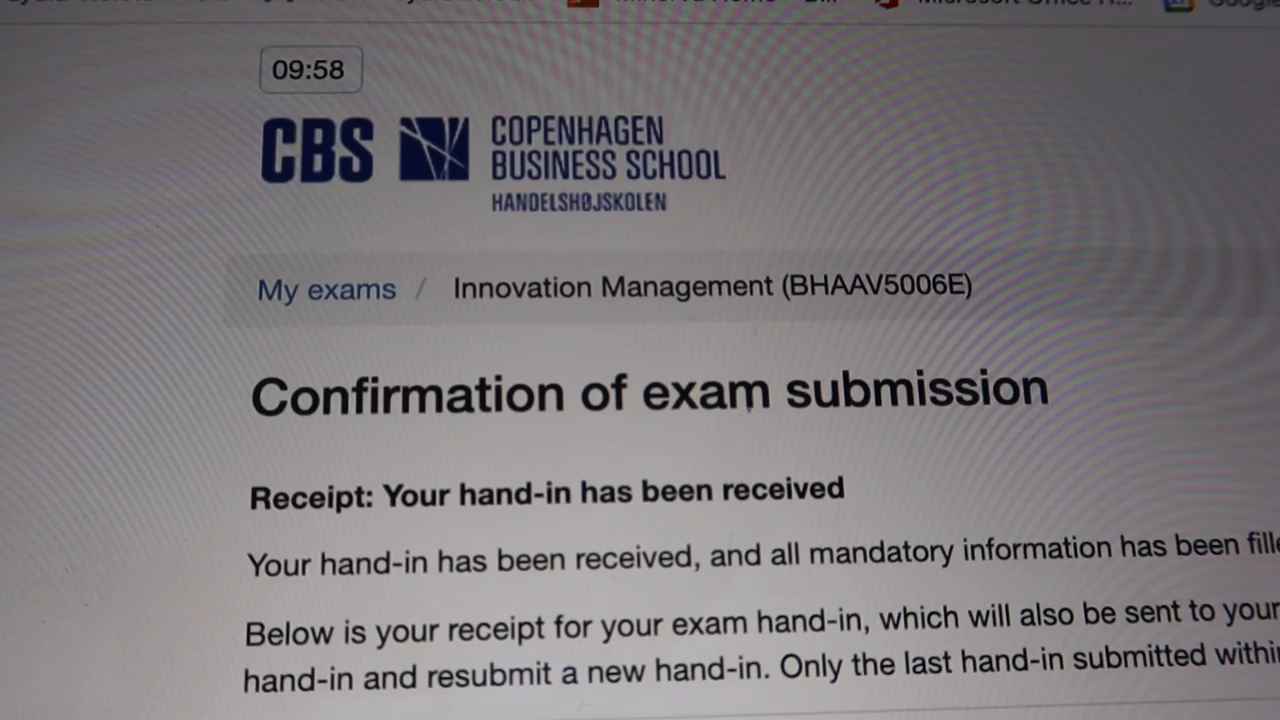 09:58
CBS COPENHAGEN
BUSINESS SCHOOL
HANDELSHØJSKOLEN
My exams / Innovation Management (BHAAV5006E)
Confirmation of exam submission
Receipt: Your hand-in has been received
Your hand-in has been received, and all mandatory information has been
Below is your receipt for your exam hand-in, which will also be sent to your
hand-in and resubmit a new hand-in. Only the last hand-in submitted